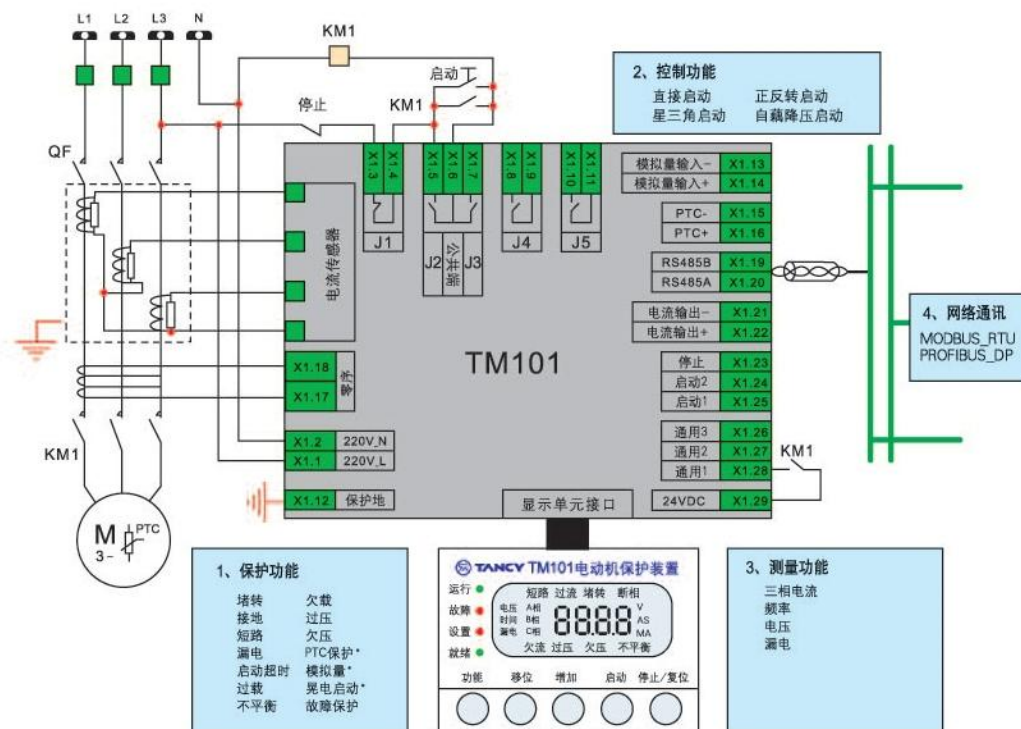 L1 L2 L3 N
KM1
启动
停止
KM1
QF
2、控制功能
直接启动 正反转启动
星三角启动 自藕降压启动
X1.3 X1.4 X1.5 X1.6 X1.7 X1.8 X1.9 X1.10 X1.11
J1 J2 公共端 J3 J4 J5
电流传感器
模拟量输入- X1.13
模拟量输入+ X1.14
PTC- X1.15
PTC+ X1.16
RS485B X1.19
RS485A X1.20
电流输出- X1.21
电流输出+ X1.22
停止 X1.23
启动2 X1.24
启动1 X1.25
通用3 X1.26
通用2 X1.27
通用1 X1.28
24VDC X1.29
KM1
4、网络通讯
MODBUS_RTU
PROFIBUS_DP
TM101
X1.18
X1.17
零序
X1.2 220V_N
X1.1 220V_L
X1.12 保护地
显示单元接口
KM1
M
3~
PTC
1、保护功能
堵转 欠载
接地 过压
短路 欠压
漏电 PTC保护*
启动超时 模拟量*
过载 晃电启动*
不平衡 故障保护
TANCY TM101电动机保护装置
运行
故障
设置
就绪
短路 过流 堵转 断相
电压 A相 V
时间 B相 AS
漏电 C相 MA
8888
欠流 过压 欠压 不平衡
功能 移位 增加 启动 停止/复位
3、测量功能
三相电流
频率
电压
漏电